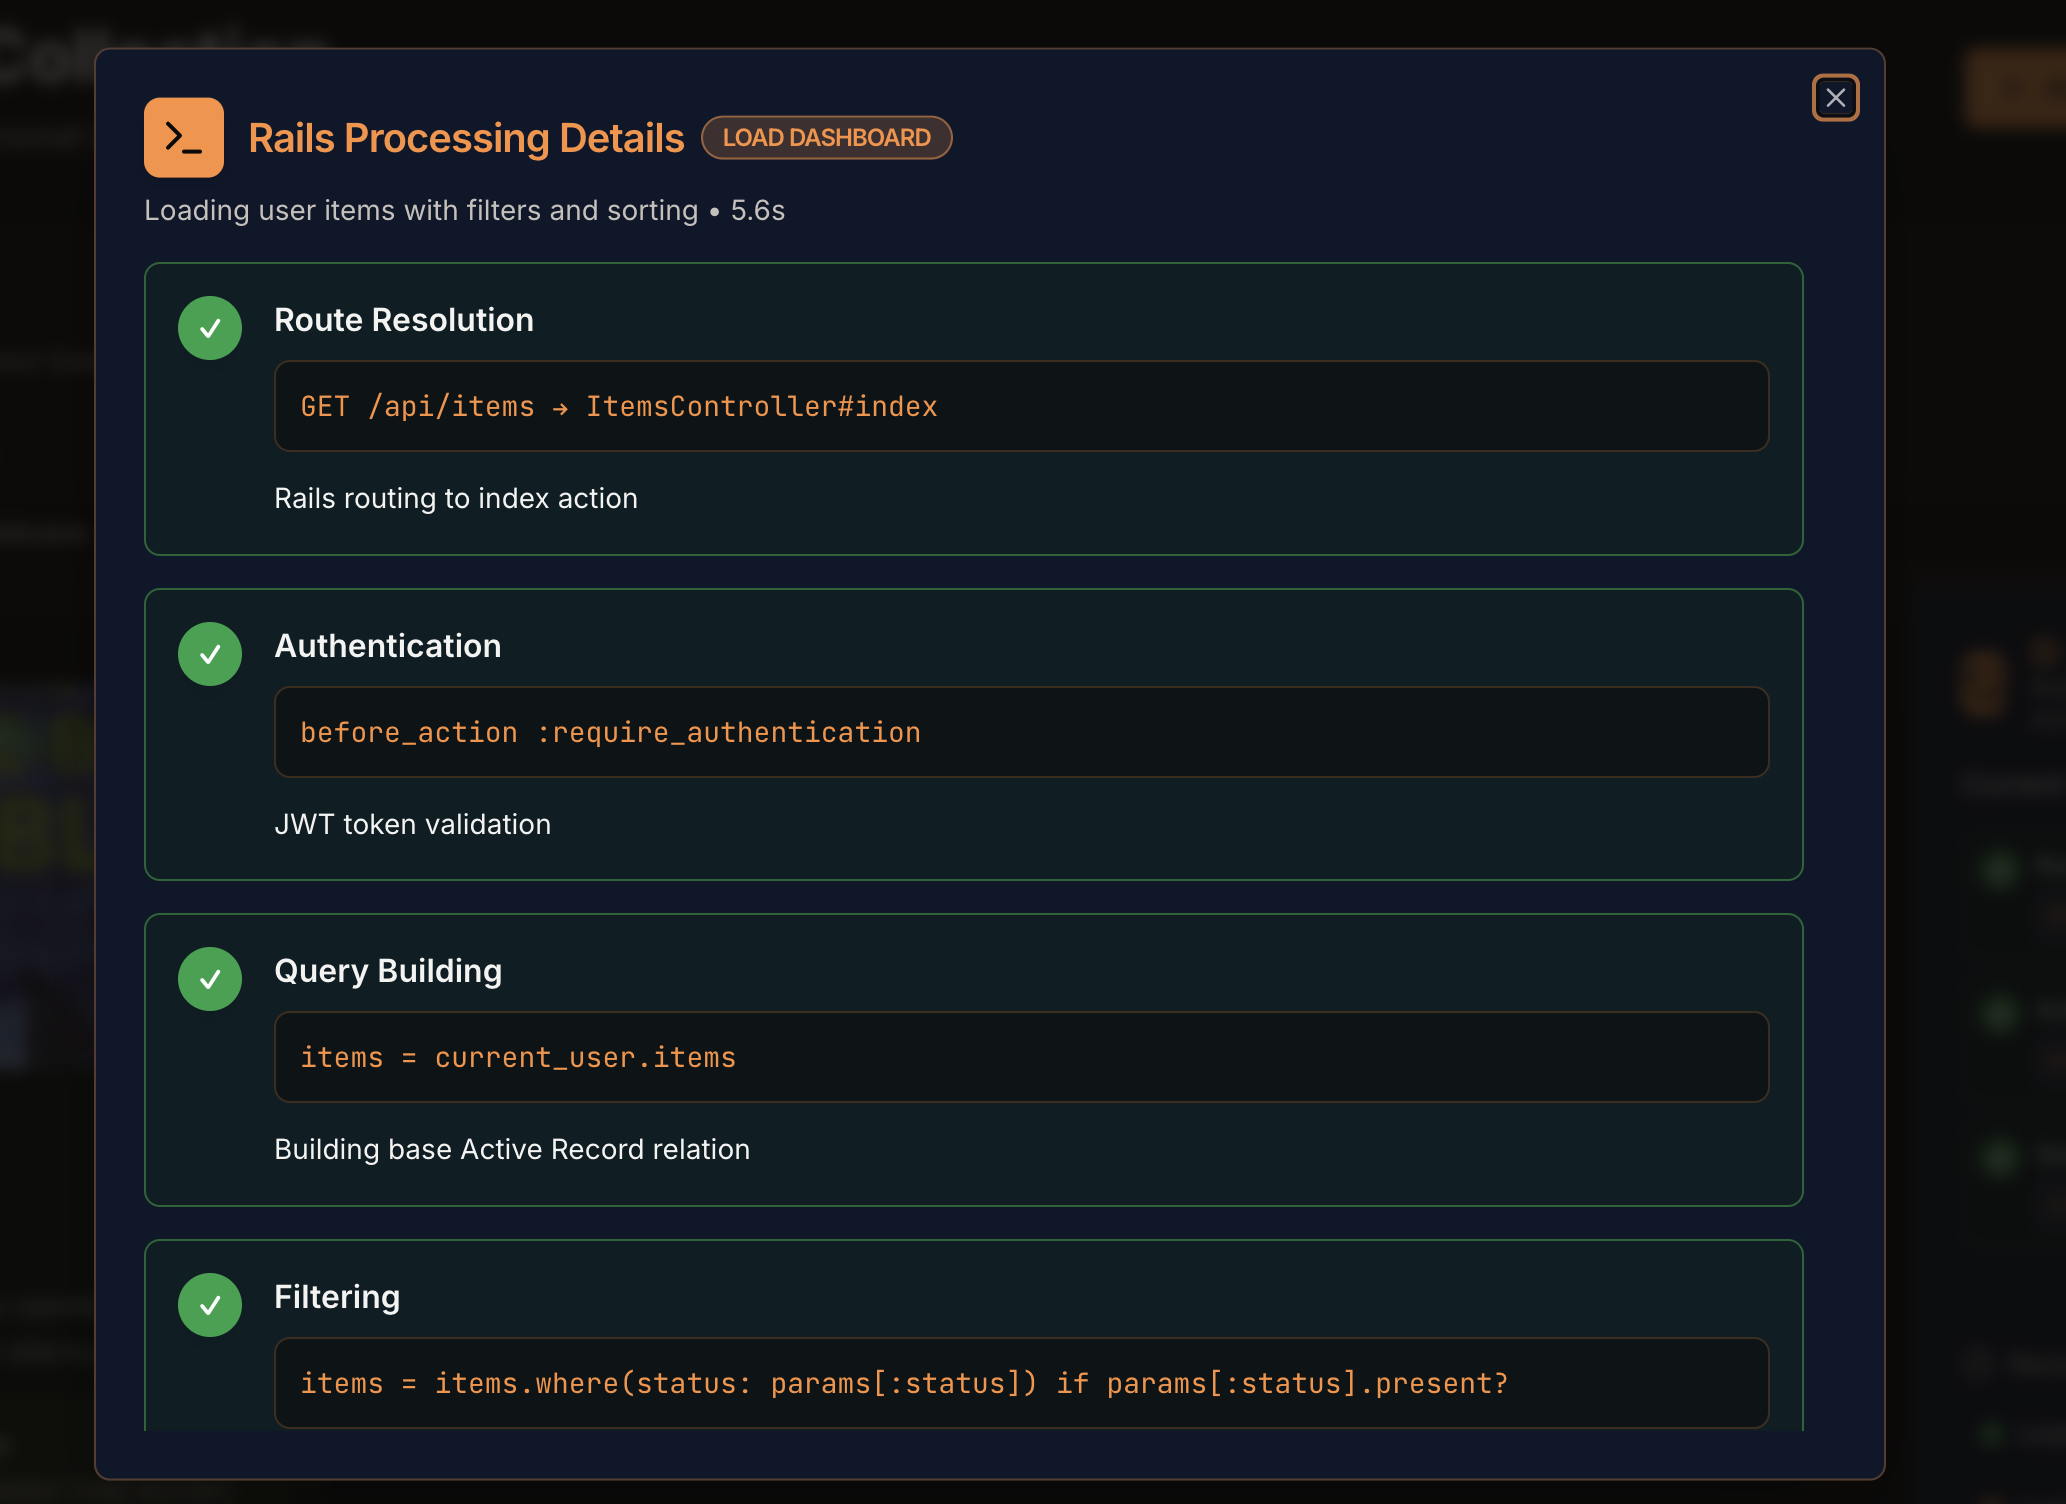 Rails Processing Details
LOAD DASHBOARD
Loading user items with filters and sorting • 5.6s
Route Resolution
GET /api/items → ItemsController#index
Rails routing to index action
Authentication
before_action :require_authentication
JWT token validation
Query Building
items = current_user.items
Building base Active Record relation
Filtering
items = items.where(status: params[:status]) if params[:status].present?